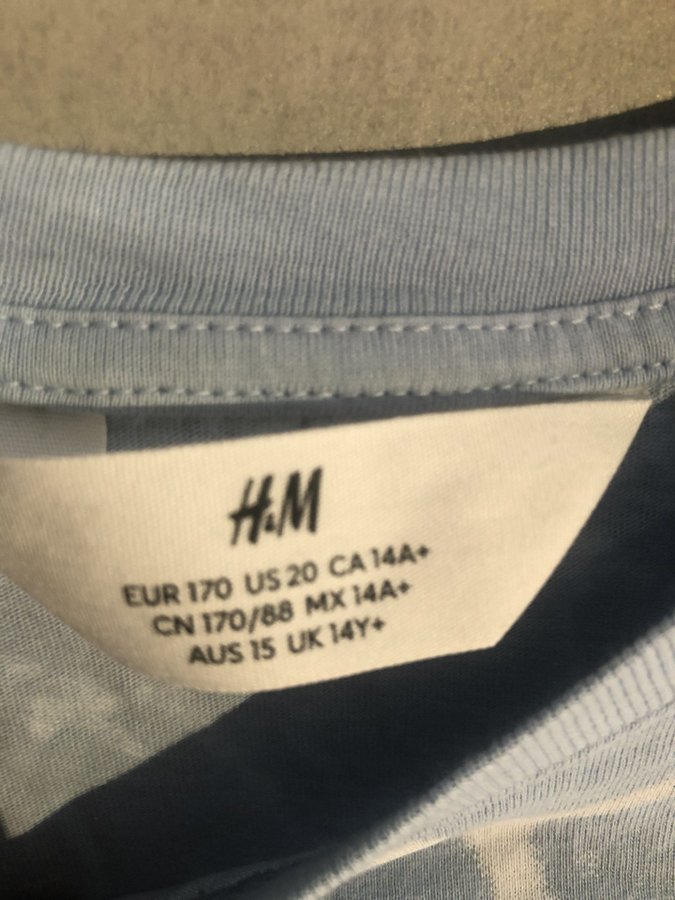 H&M
EUR 170 US 20 CA 14A+
CN 170/88 MX 14A+
AUS 15 UK 14Y+